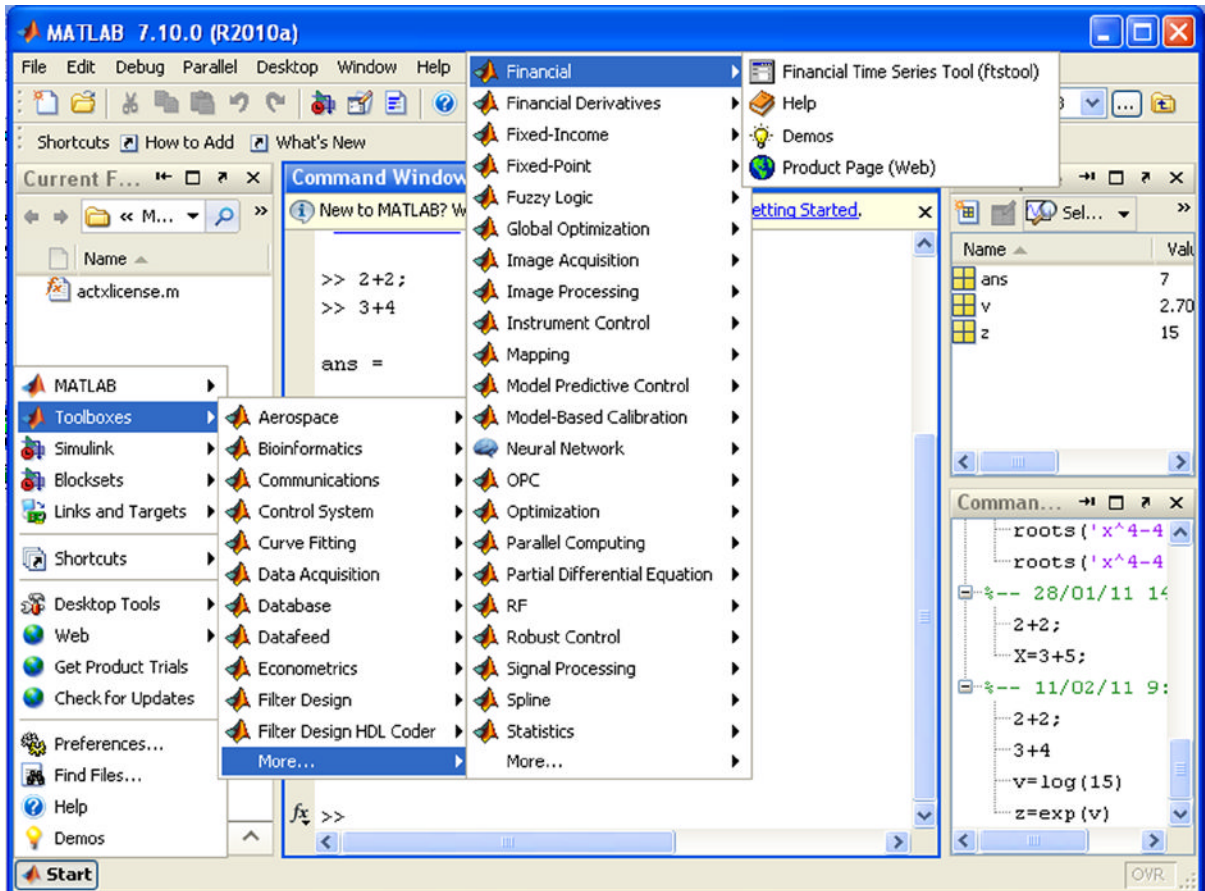 MATLAB 7.10.0 (R2010a)
File Edit Debug Parallel Desktop Window Help
Shortcuts How to Add What's New
Current F...
« M...
»
Name
actxlicense.m
Command Window
New to MATLAB? W
etting Started.
>> 2+2;
>> 3+4
ans =
fx >>
MATLAB
Toolboxes
Simulink
Blocksets
Links and Targets
Shortcuts
Desktop Tools
Web
Get Product Trials
Check for Updates
Preferences...
Find Files...
Help
Demos
Start
Aerospace
Bioinformatics
Communications
Control System
Curve Fitting
Data Acquisition
Database
Datafeed
Econometrics
Filter Design
Filter Design HDL Coder
More...
Financial
Financial Derivatives
Fixed-Income
Fixed-Point
Fuzzy Logic
Global Optimization
Image Acquisition
Image Processing
Instrument Control
Mapping
Model Predictive Control
Model-Based Calibration
Neural Network
OPC
Optimization
Parallel Computing
Partial Differential Equation
RF
Robust Control
Signal Processing
Spline
Statistics
More...
Financial Time Series Tool (ftstool)
Help
Demos
Product Page (Web)
...
Sel...
»
Name Valu
ans 7
v 2.70
z 15
Comman...
roots('x^4-4
roots('x^4-4
%-- 28/01/11 14
2+2;
X=3+5;
%-- 11/02/11 9:
2+2;
3+4
v=log(15)
z=exp(v)
OVR